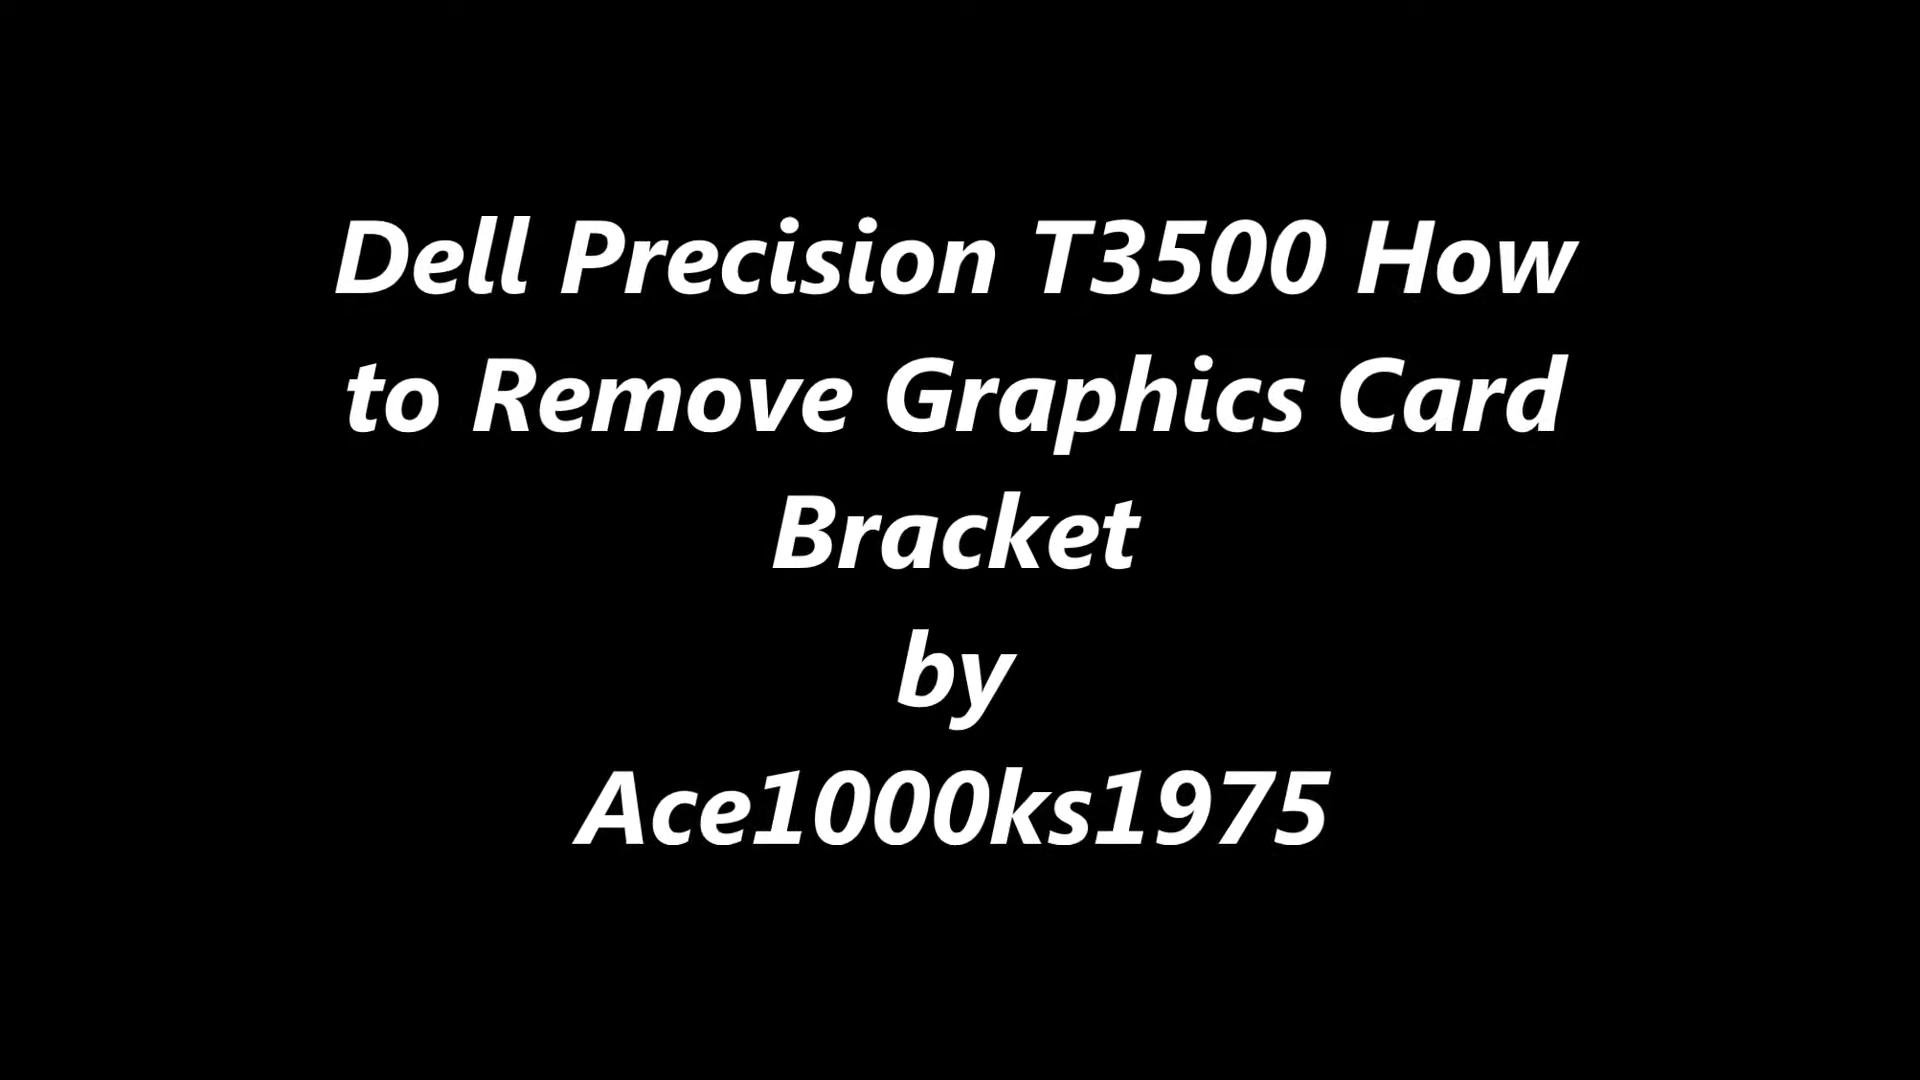 Dell Precision T3500 How
to Remove Graphics Card
Bracket
by
Ace1000ks1975